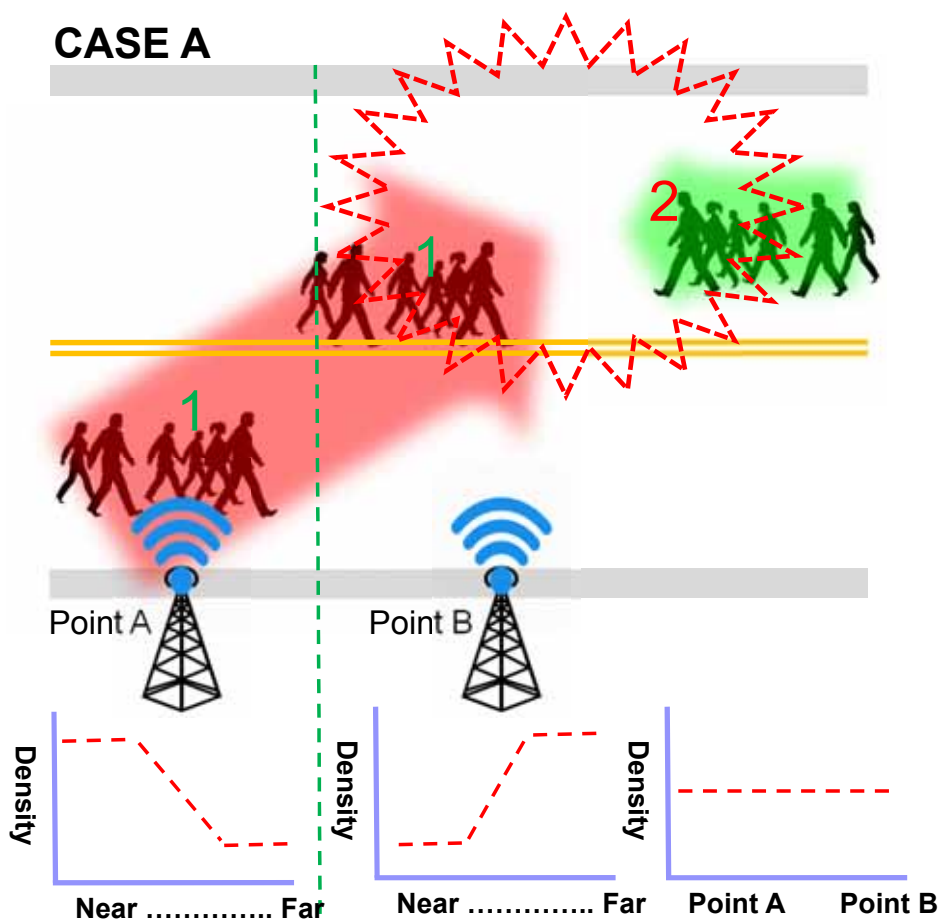 CASE A
2
1
1
Point A
Point B
Density
Density
Density
Near ………….. Far
Near ………….. Far
Point A
Point B